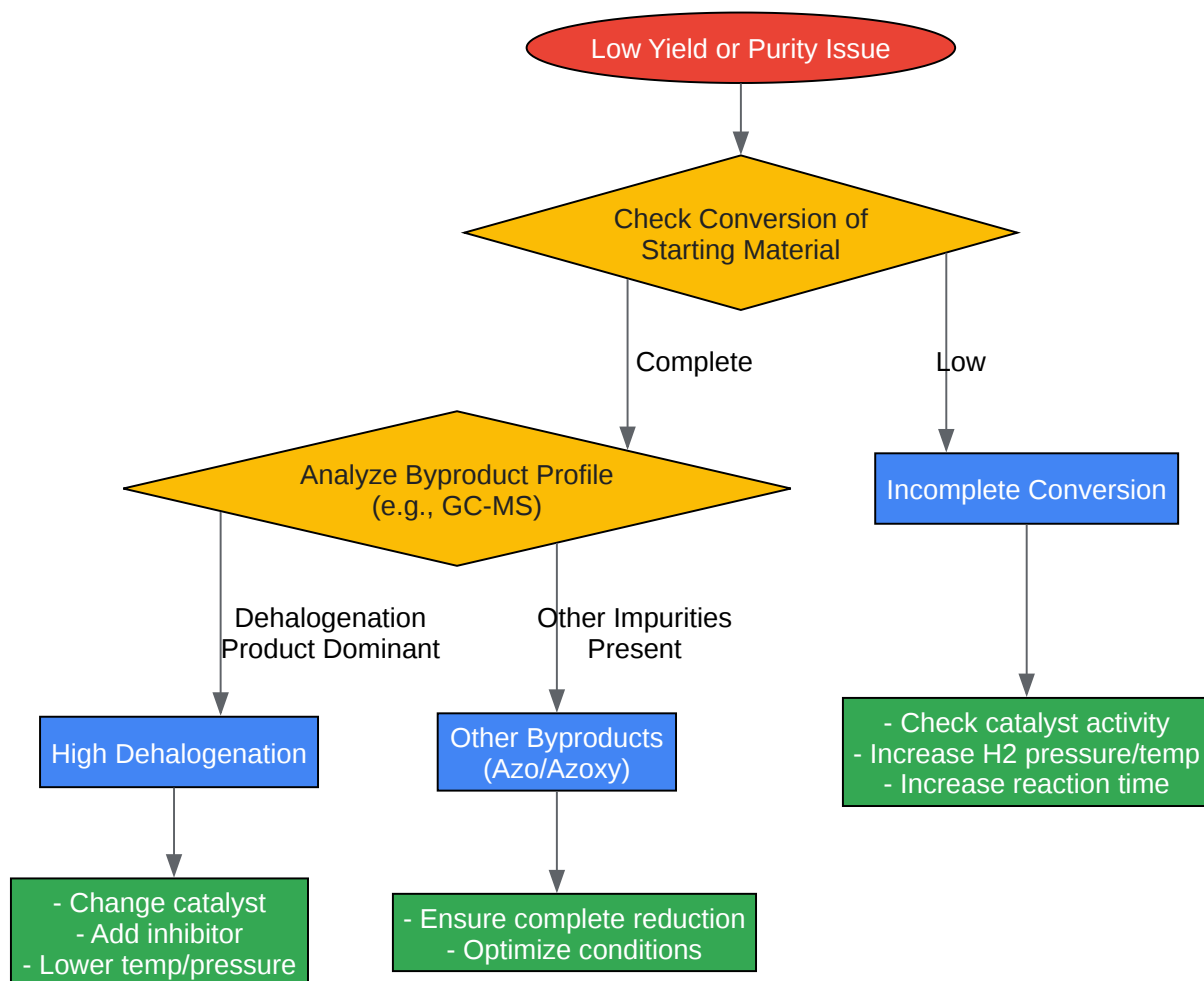 Low Yield or Purity Issue
Check Conversion of
Starting Material
Complete
Low
Analyze Byproduct Profile
(e.g., GC-MS)
Incomplete Conversion
Dehalogenation
Product Dominant
Other Impurities
Present
High Dehalogenation
Other Byproducts
(Azo/Azoxy)
- Check catalyst activity
- Increase H2 pressure/temp
- Increase reaction time
- Change catalyst
- Add inhibitor
- Lower temp/pressure
- Ensure complete reduction
- Optimize conditions